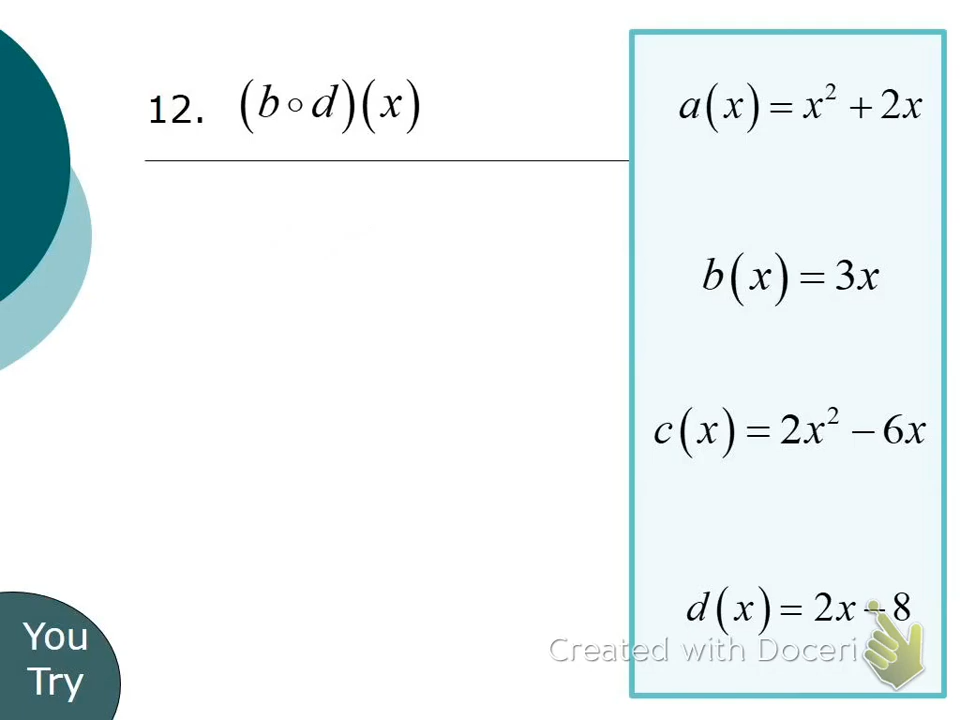 12. (b∘d)(x)
a(x) = x² + 2x
b(x) = 3x
c(x) = 2x² − 6x
d(x) = 2x − 8
Created with Doceri
You
Try